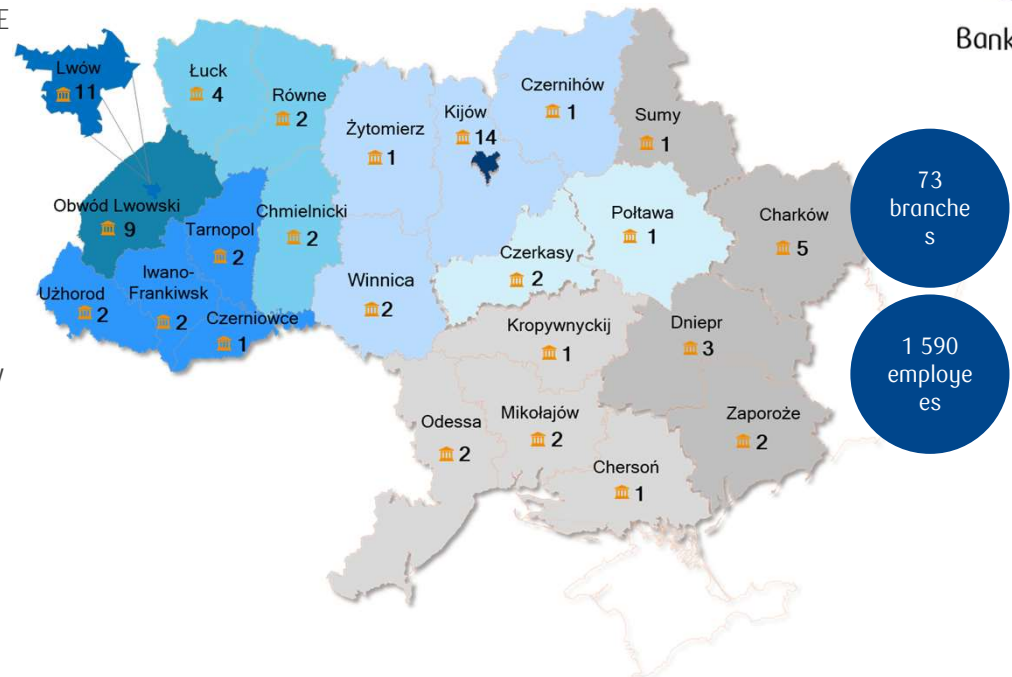 E
Bank
Lwów
11
Łuck
4
Równe
2
Żytomierz
1
Kijów
14
Czernihów
1
Sumy
1
Obwód Lwowski
9
Tarnopol
2
Chmielnicki
2
Winnica
2
Czerkasy
2
Połtawa
1
Charków
5
73
branche
s
Użhorod
2
Iwano-
Frankiwsk
2
Czerniowce
1
Kropywnyckij
1
Dniepr
3
1 590
employe
es
Odessa
2
Mikołajów
2
Chersoń
1
Zaporoże
2